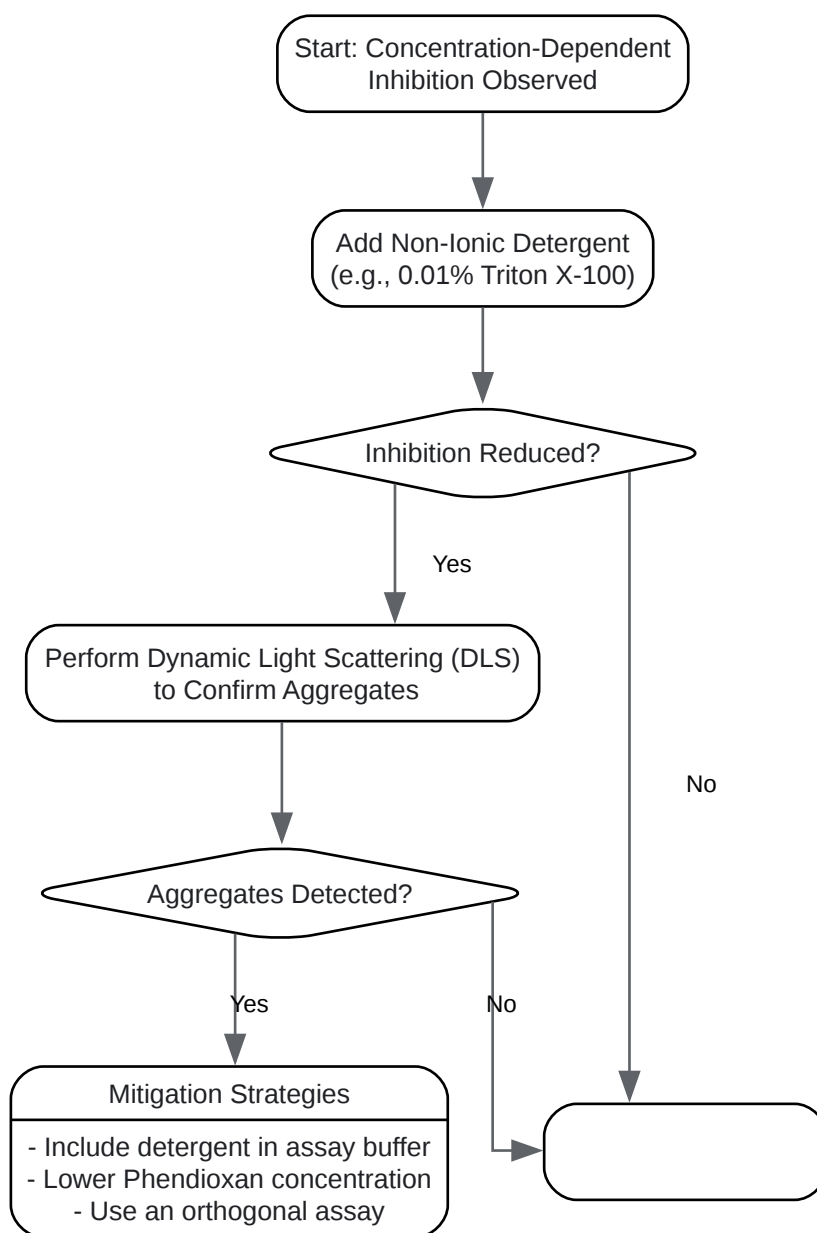 Start: Concentration-Dependent
Inhibition Observed
Add Non-Ionic Detergent
(e.g., 0.01% Triton X-100)
Inhibition Reduced?
Yes
Perform Dynamic Light Scattering (DLS)
to Confirm Aggregates
No
Aggregates Detected?
Yes
No
Mitigation Strategies
- Include detergent in assay buffer
- Lower Phendioxan concentration
- Use an orthogonal assay